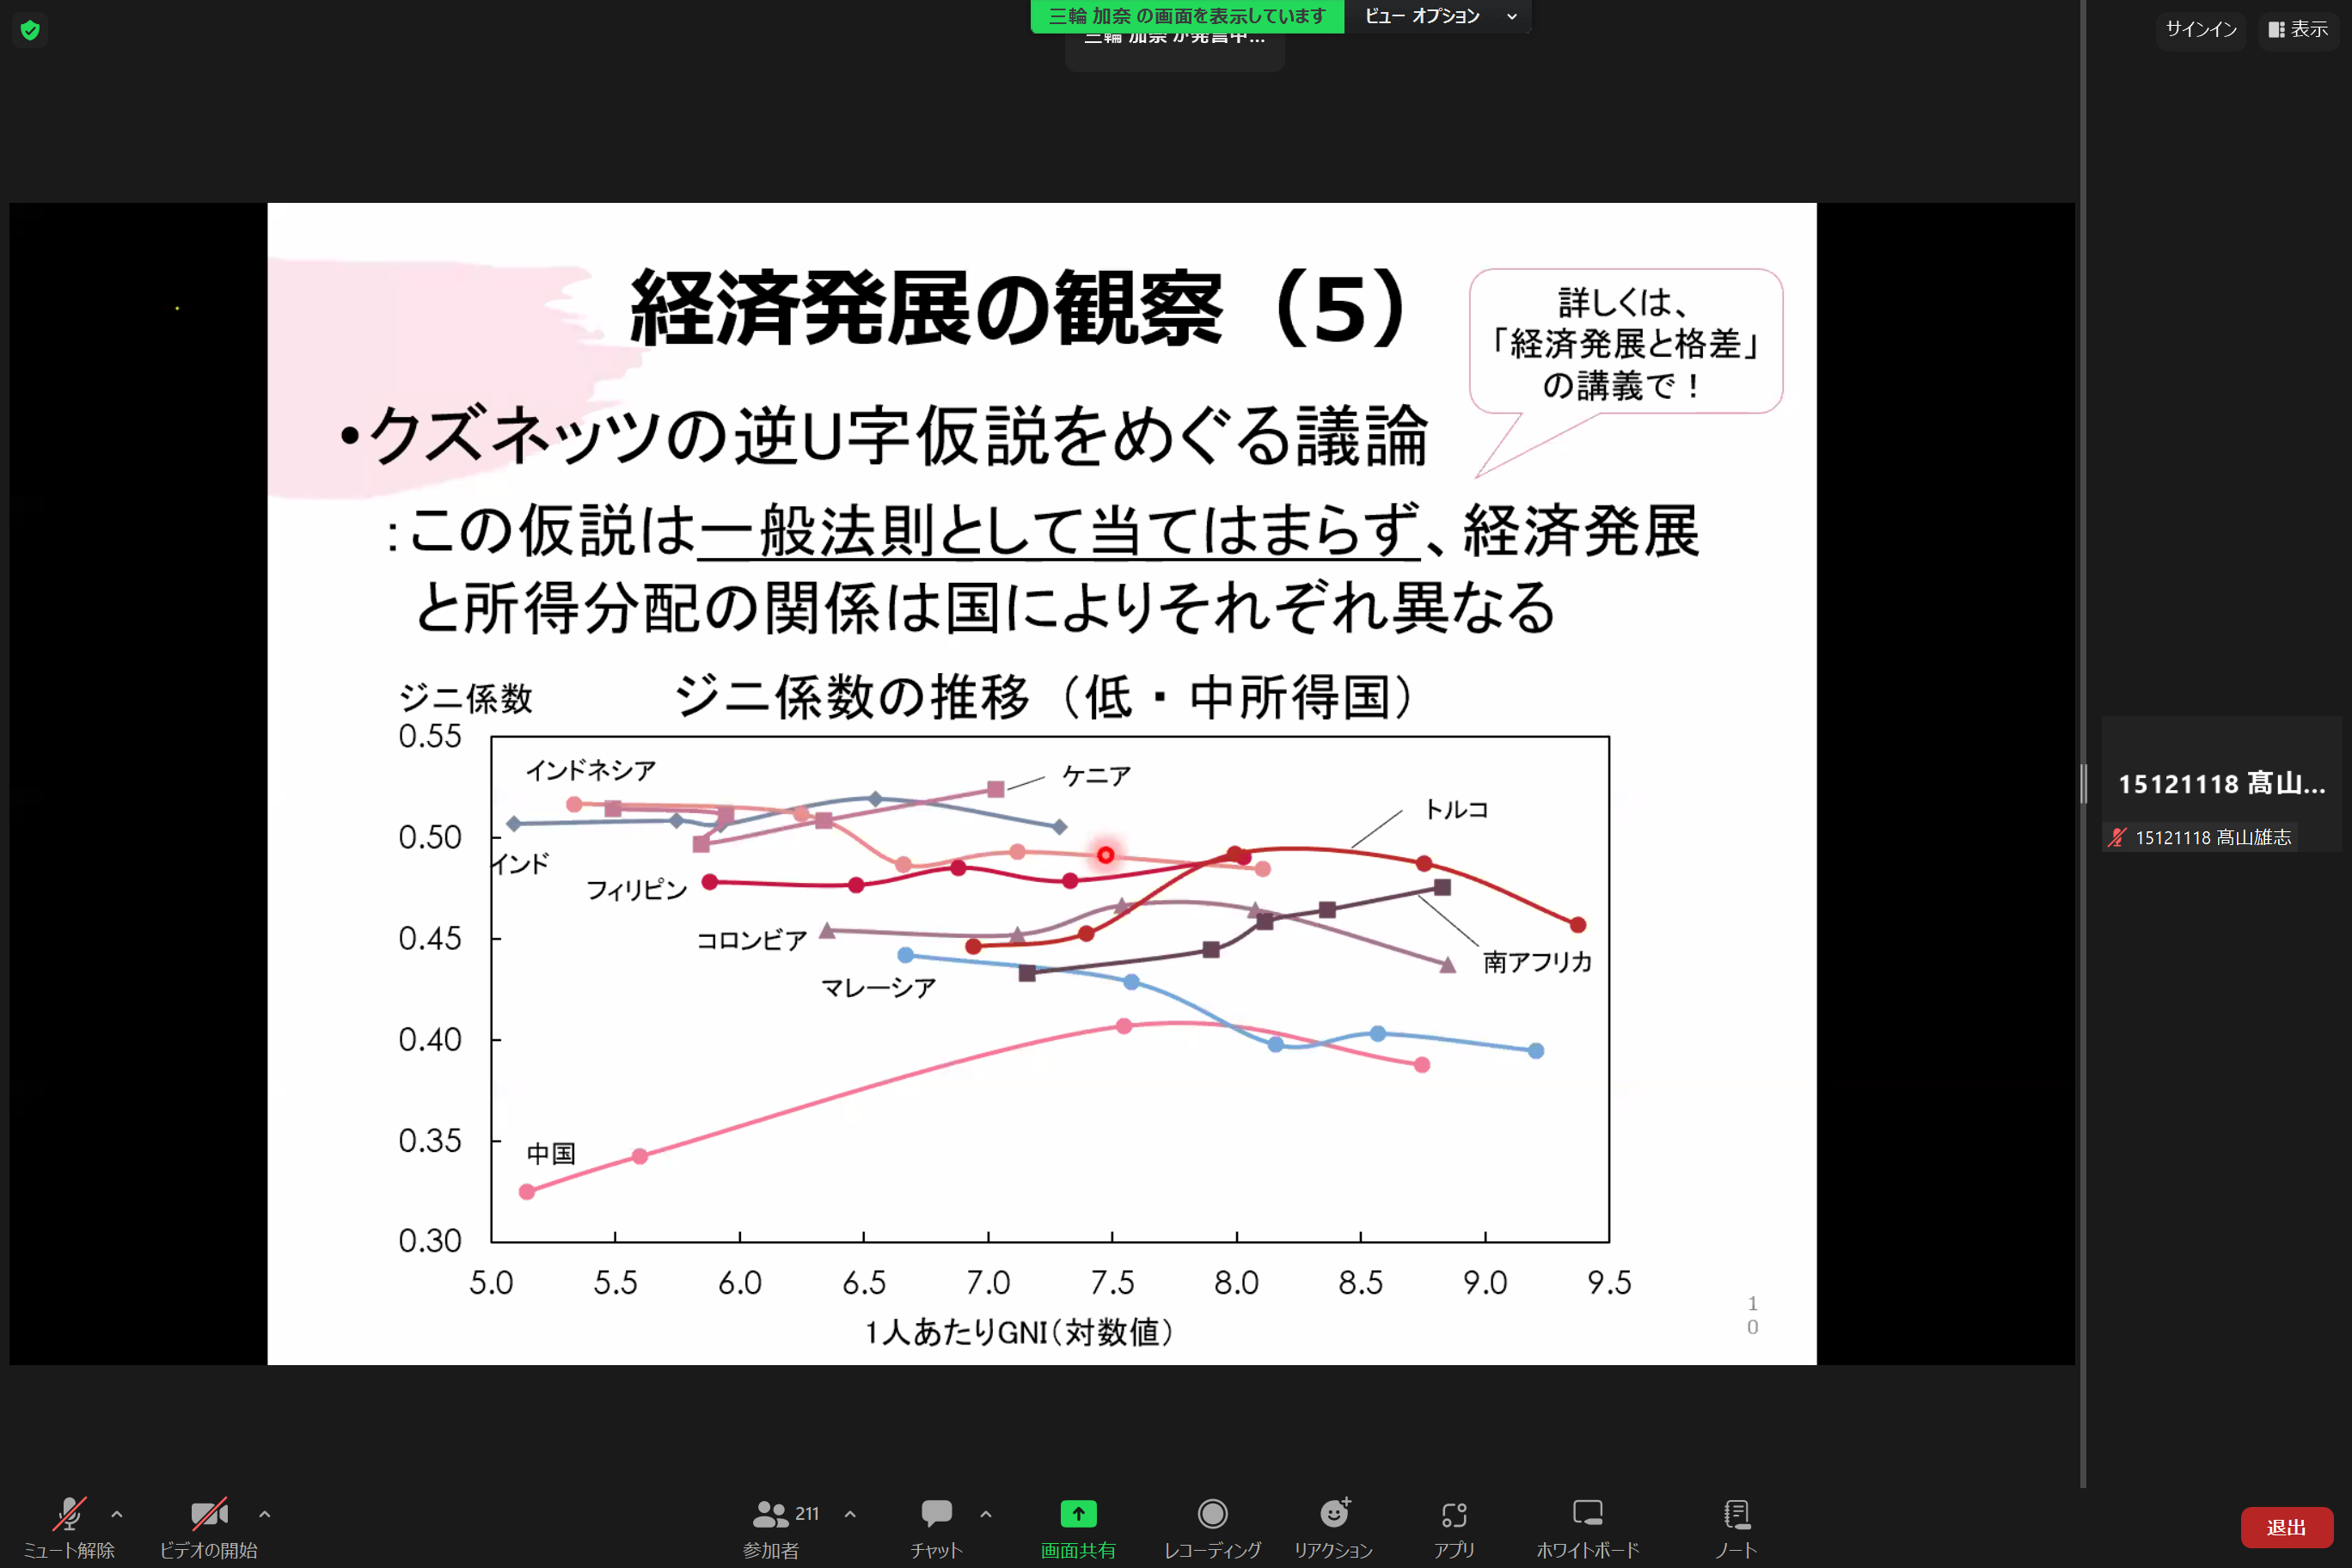 三輪 加奈 の画面を表示しています
ビュー オプション
三輪 加奈 が発言中...
サインイン
表示
経済発展の観察（5）
詳しくは、
「経済発展と格差」
の講義で！
•クズネッツの逆U字仮説をめぐる議論
：この仮説は一般法則として当てはまらず、経済発展
と所得分配の関係は国によりそれぞれ異なる
ジニ係数
ジニ係数の推移（低・中所得国）
0.55
0.50
0.45
0.40
0.35
0.30
インドネシア
ケニア
トルコ
インド
フィリピン
コロンビア
南アフリカ
マレーシア
中国
5.0 5.5 6.0 6.5 7.0 7.5 8.0 8.5 9.0 9.5
1人あたりGNI（対数値）
1
0
15121118 髙山...
15121118 髙山雄志
ミュート解除
ビデオの開始
211
参加者
チャット
画面共有
レコーディング
リアクション
アプリ
ホワイトボード
ノート
退出